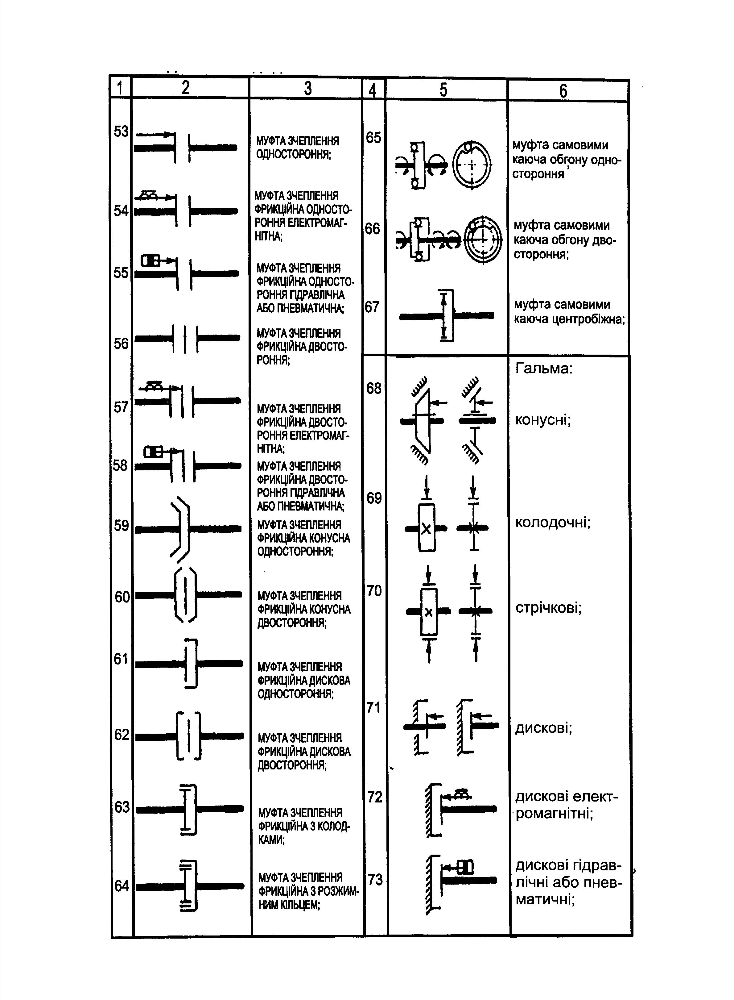 1 2 3 4 5 6
53
МУФТА ЗЧЕПЛЕННЯ
ОДНОСТОРОННЯ;
54
МУФТА ЗЧЕПЛЕННЯ
ФРИКЦІЙНА ОДНОСТО-
РОННЯ ЕЛЕКТРОМАГ-
НІТНА;
55
МУФТА ЗЧЕПЛЕННЯ
ФРИКЦІЙНА ОДНОСТО-
РОННЯ ГІДРАВЛІЧНА
АБО ПНЕВМАТИЧНА;
56
МУФТА ЗЧЕПЛЕННЯ
ФРИКЦІЙНА ДВОСТО-
РОННЯ;
57
МУФТА ЗЧЕПЛЕННЯ
ФРИКЦІЙНА ДВОСТО-
РОННЯ ЕЛЕКТРОМАГ-
НІТНА;
58
МУФТА ЗЧЕПЛЕННЯ
ФРИКЦІЙНА ДВОСТО-
РОННЯ ГІДРАВЛІЧНА
АБО ПНЕВМАТИЧНА;
59
МУФТА ЗЧЕПЛЕННЯ
ФРИКЦІЙНА КОНУСНА
ОДНОСТОРОННЯ;
60
МУФТА ЗЧЕПЛЕННЯ
ФРИКЦІЙНА КОНУСНА
ДВОСТОРОННЯ;
61
МУФТА ЗЧЕПЛЕННЯ
ФРИКЦІЙНА ДИСКОВА
ОДНОСТОРОННЯ;
62
МУФТА ЗЧЕПЛЕННЯ
ФРИКЦІЙНА ДИСКОВА
ДВОСТОРОННЯ;
63
МУФТА ЗЧЕПЛЕННЯ
ФРИКЦІЙНА З КОЛОД-
КАМИ;
64
МУФТА ЗЧЕПЛЕННЯ
ФРИКЦІЙНА З РОЗЖИМ-
НИМ КІЛЬЦЕМ;
65
муфта самовими
каюча обгону одно-
стороння
66
муфта самовими
каюча обгону дво-
стороння;
67
муфта самовими
каюча центробіжна;
Гальма:
68
конусні;
69
колодочні;
70
стрічкові;
71
дискові;
72
дискові елект-
ромагнітні;
73
дискові гідрав-
лічні або пнев-
матичні;